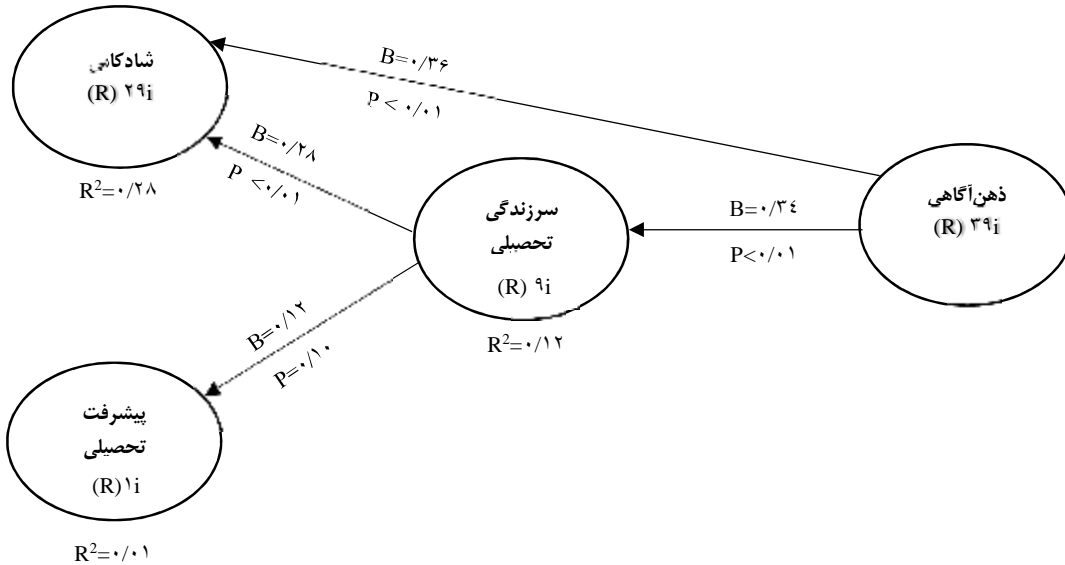 شادکامی
(R) ۲۹i
R²=۰/۲۸
B=۰/۳۶
P < ۰/۰۱
B=۰/۲۸
P <۰/۰۱
ذهن‌آگاهی
(R) ۳۹i
B=۰/۳٤
P<۰/۰۱
سرزندگی
تحصیلی
(R) ۹i
R²=۰/۱۲
B=۰/۱۲
P=۰/۱۰
پیشرفت
تحصیلی
(R)۱i
R²=۰/۰۱